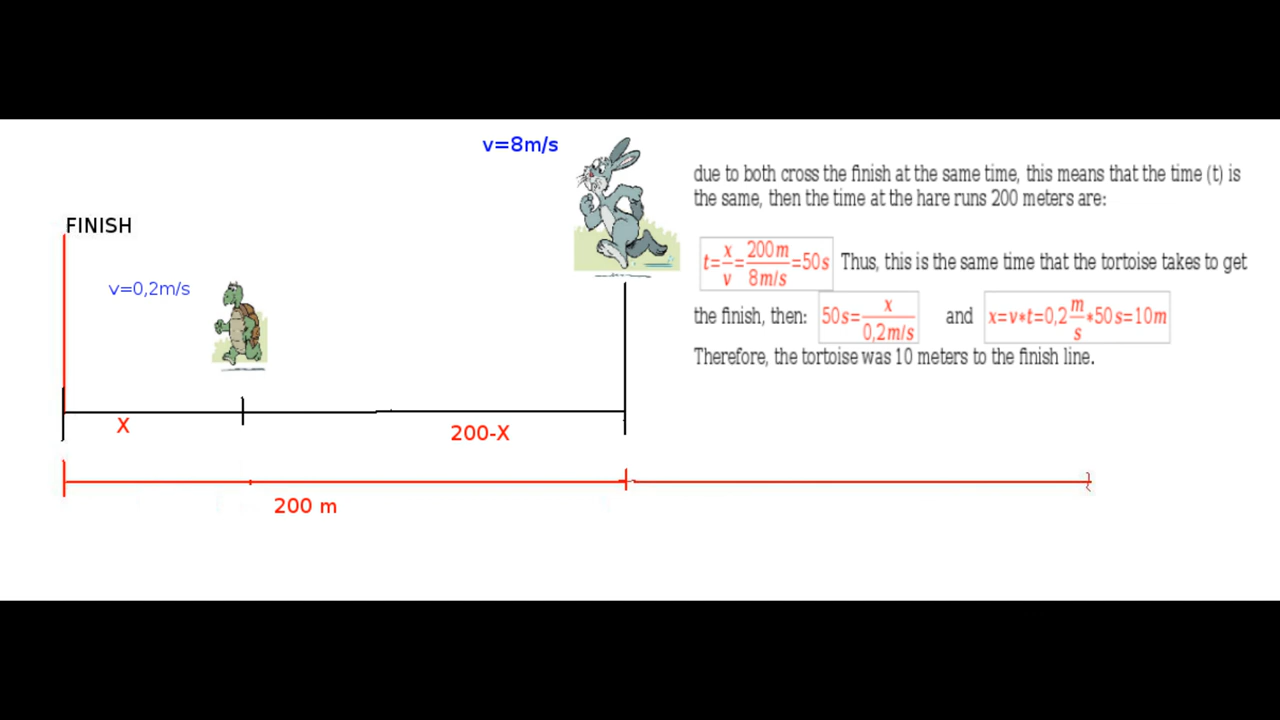 v=8m/s
due to both cross the finish at the same time, this means that the time (t) is
the same, then the time at the hare runs 200 meters are:
FINISH
t=x/v=200m/8m/s=50s Thus, this is the same time that the tortoise takes to get
v=0,2m/s
the finish, then: 50s=x/0,2m/s and x=v*t=0,2m/s*50s=10m
Therefore, the tortoise was 10 meters to the finish line.
X
200-X
200 m